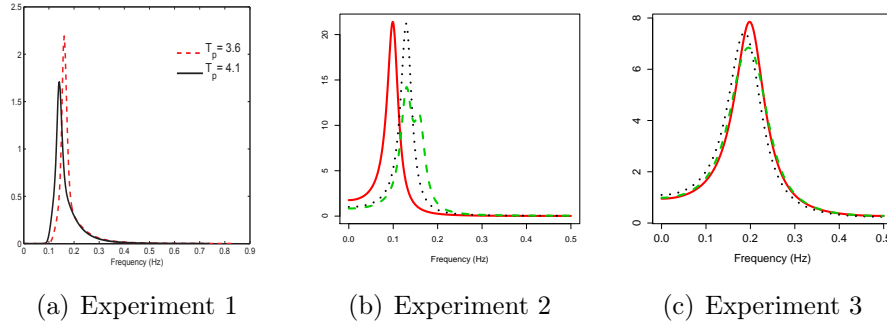 2.5
2
1.5
1
0.5
0
0 0.1 0.2 0.3 0.4 0.5 0.6 0.7 0.8 0.9
Frequency (Hz)
T_p = 3.6
T_p = 4.1
(a) Experiment 1
20
15
10
5
0
0.0 0.1 0.2 0.3 0.4 0.5
Frequency (Hz)
(b) Experiment 2
8
6
4
2
0
0.0 0.1 0.2 0.3 0.4 0.5
Frequency (Hz)
(c) Experiment 3